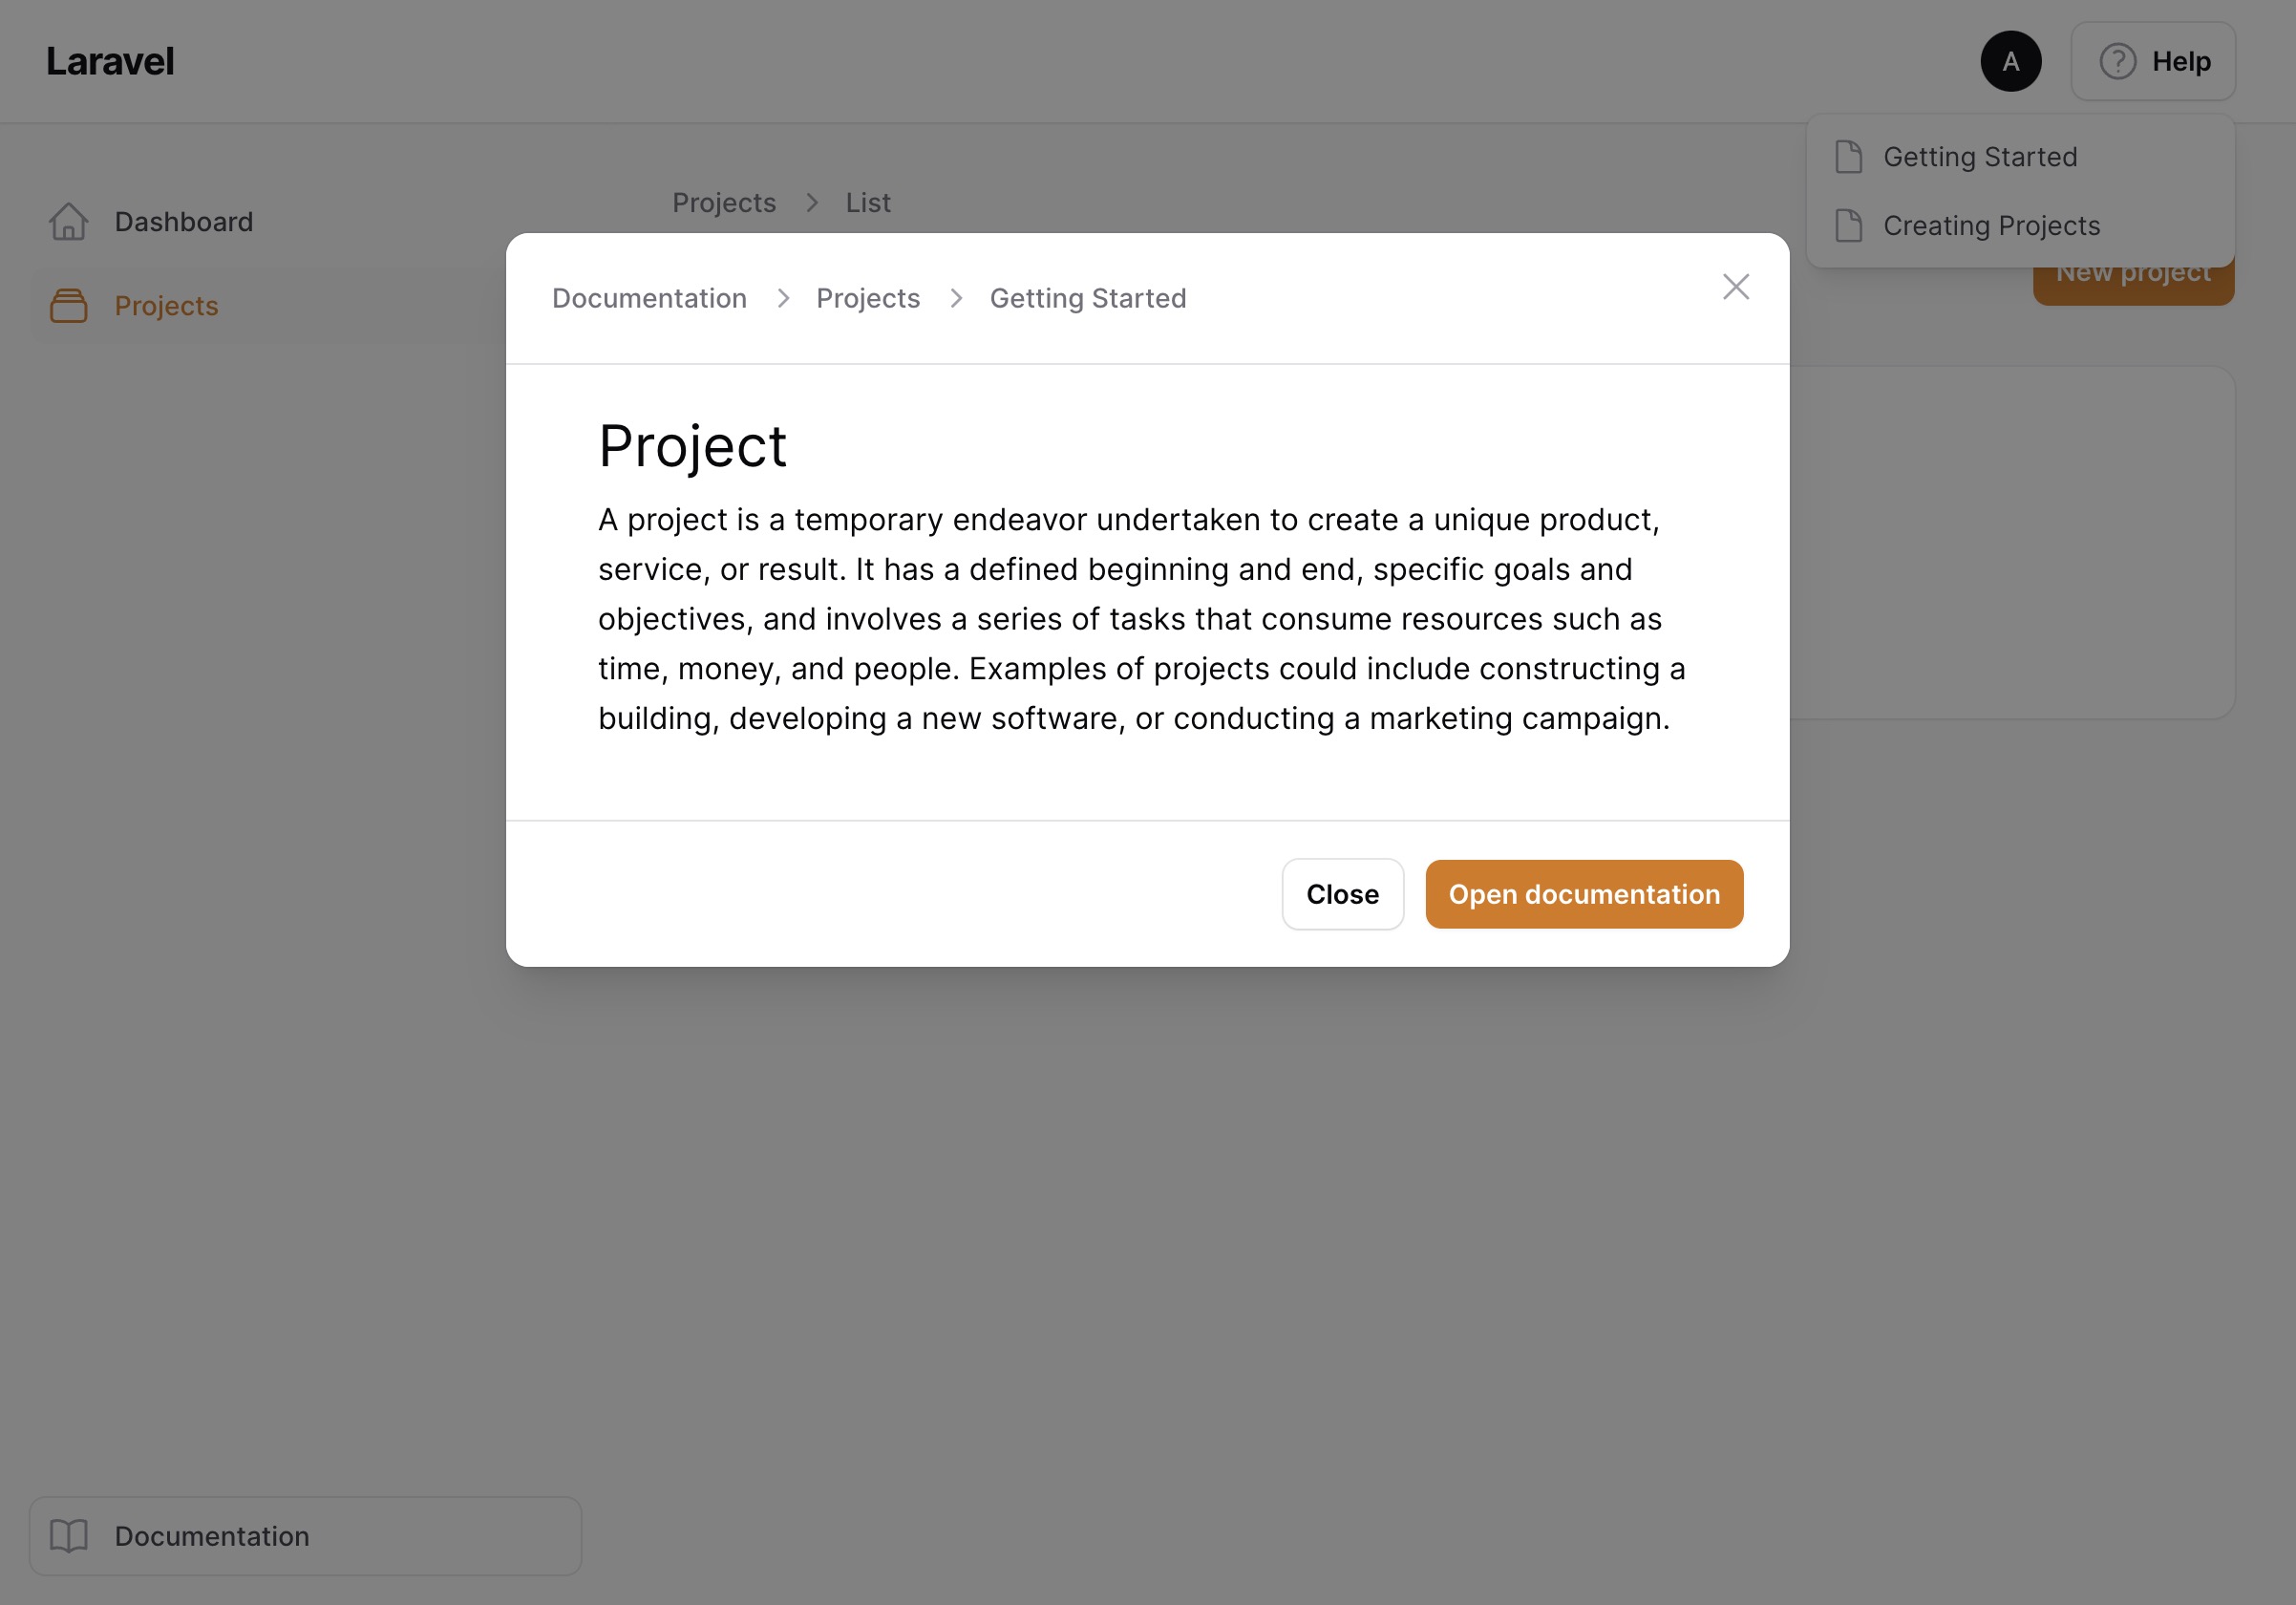 Laravel
A
Help
Getting Started
Creating Projects
Dashboard
Projects
Projects
List
New project
Documentation
Projects
Getting Started
Project
A project is a temporary endeavor undertaken to create a unique product,
service, or result. It has a defined beginning and end, specific goals and
objectives, and involves a series of tasks that consume resources such as
time, money, and people. Examples of projects could include constructing a
building, developing a new software, or conducting a marketing campaign.
Close
Open documentation
Documentation